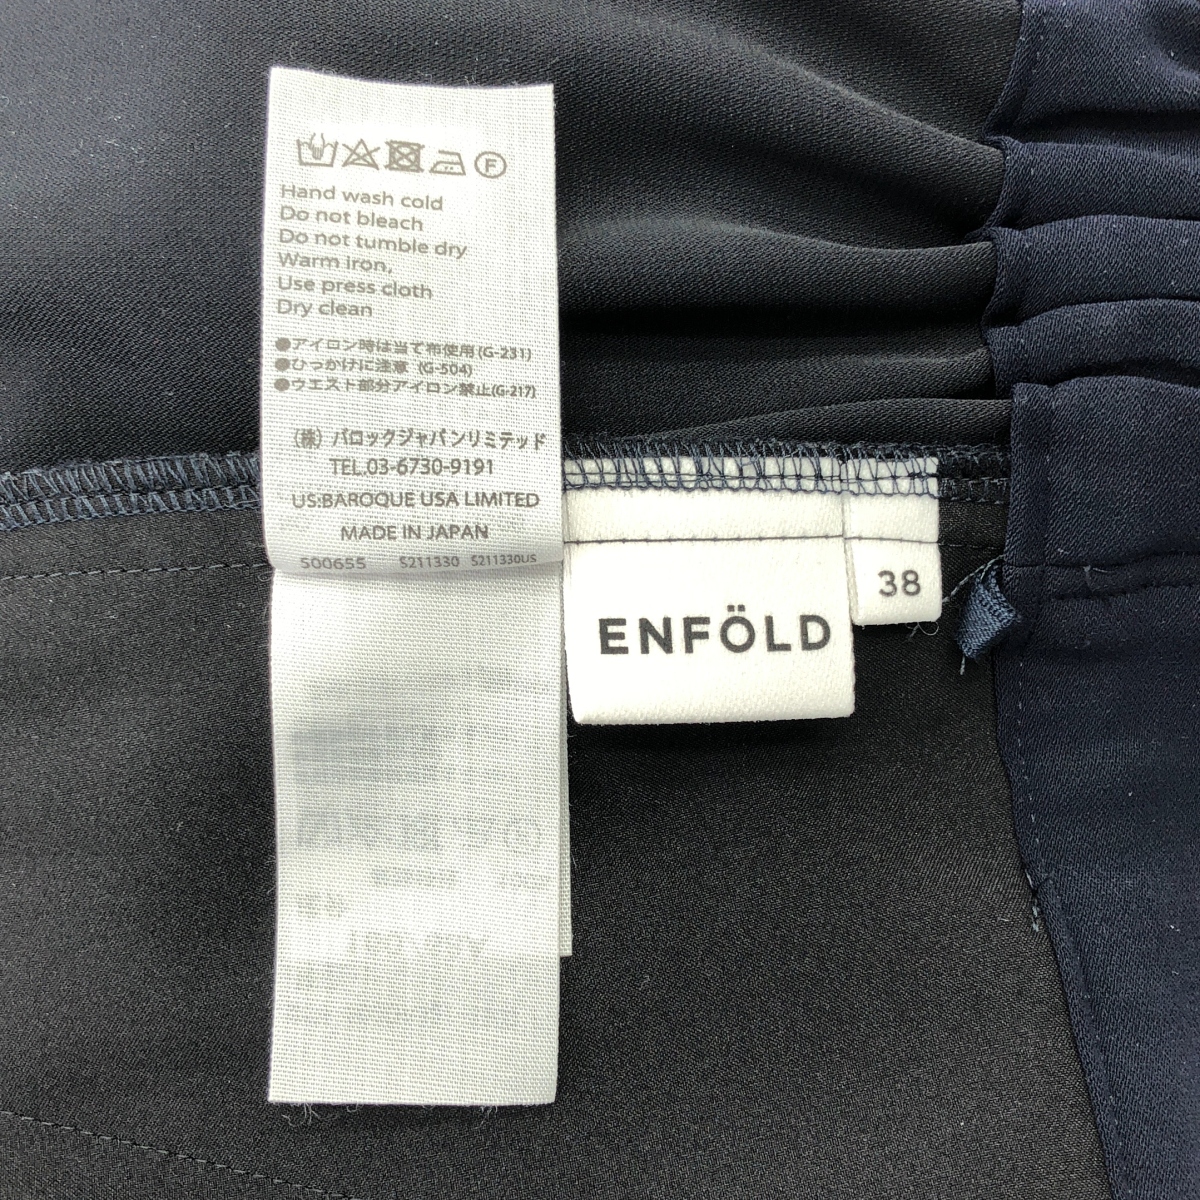 F
Hand wash cold
Do not bleach
Do not tumble dry
Warm iron,
Use press cloth
Dry clean
●アイロン時は当て布使用(G-231)
●ひっかけに注意 (G-504)
●ウエスト部分アイロン禁止(G-217)
(株) バロックジャパンリミテッド
TEL.03-6730-9191
US:BAROQUE USA LIMITED
MADE IN JAPAN
500655 S211330 S211330US
ENFÖLD
38